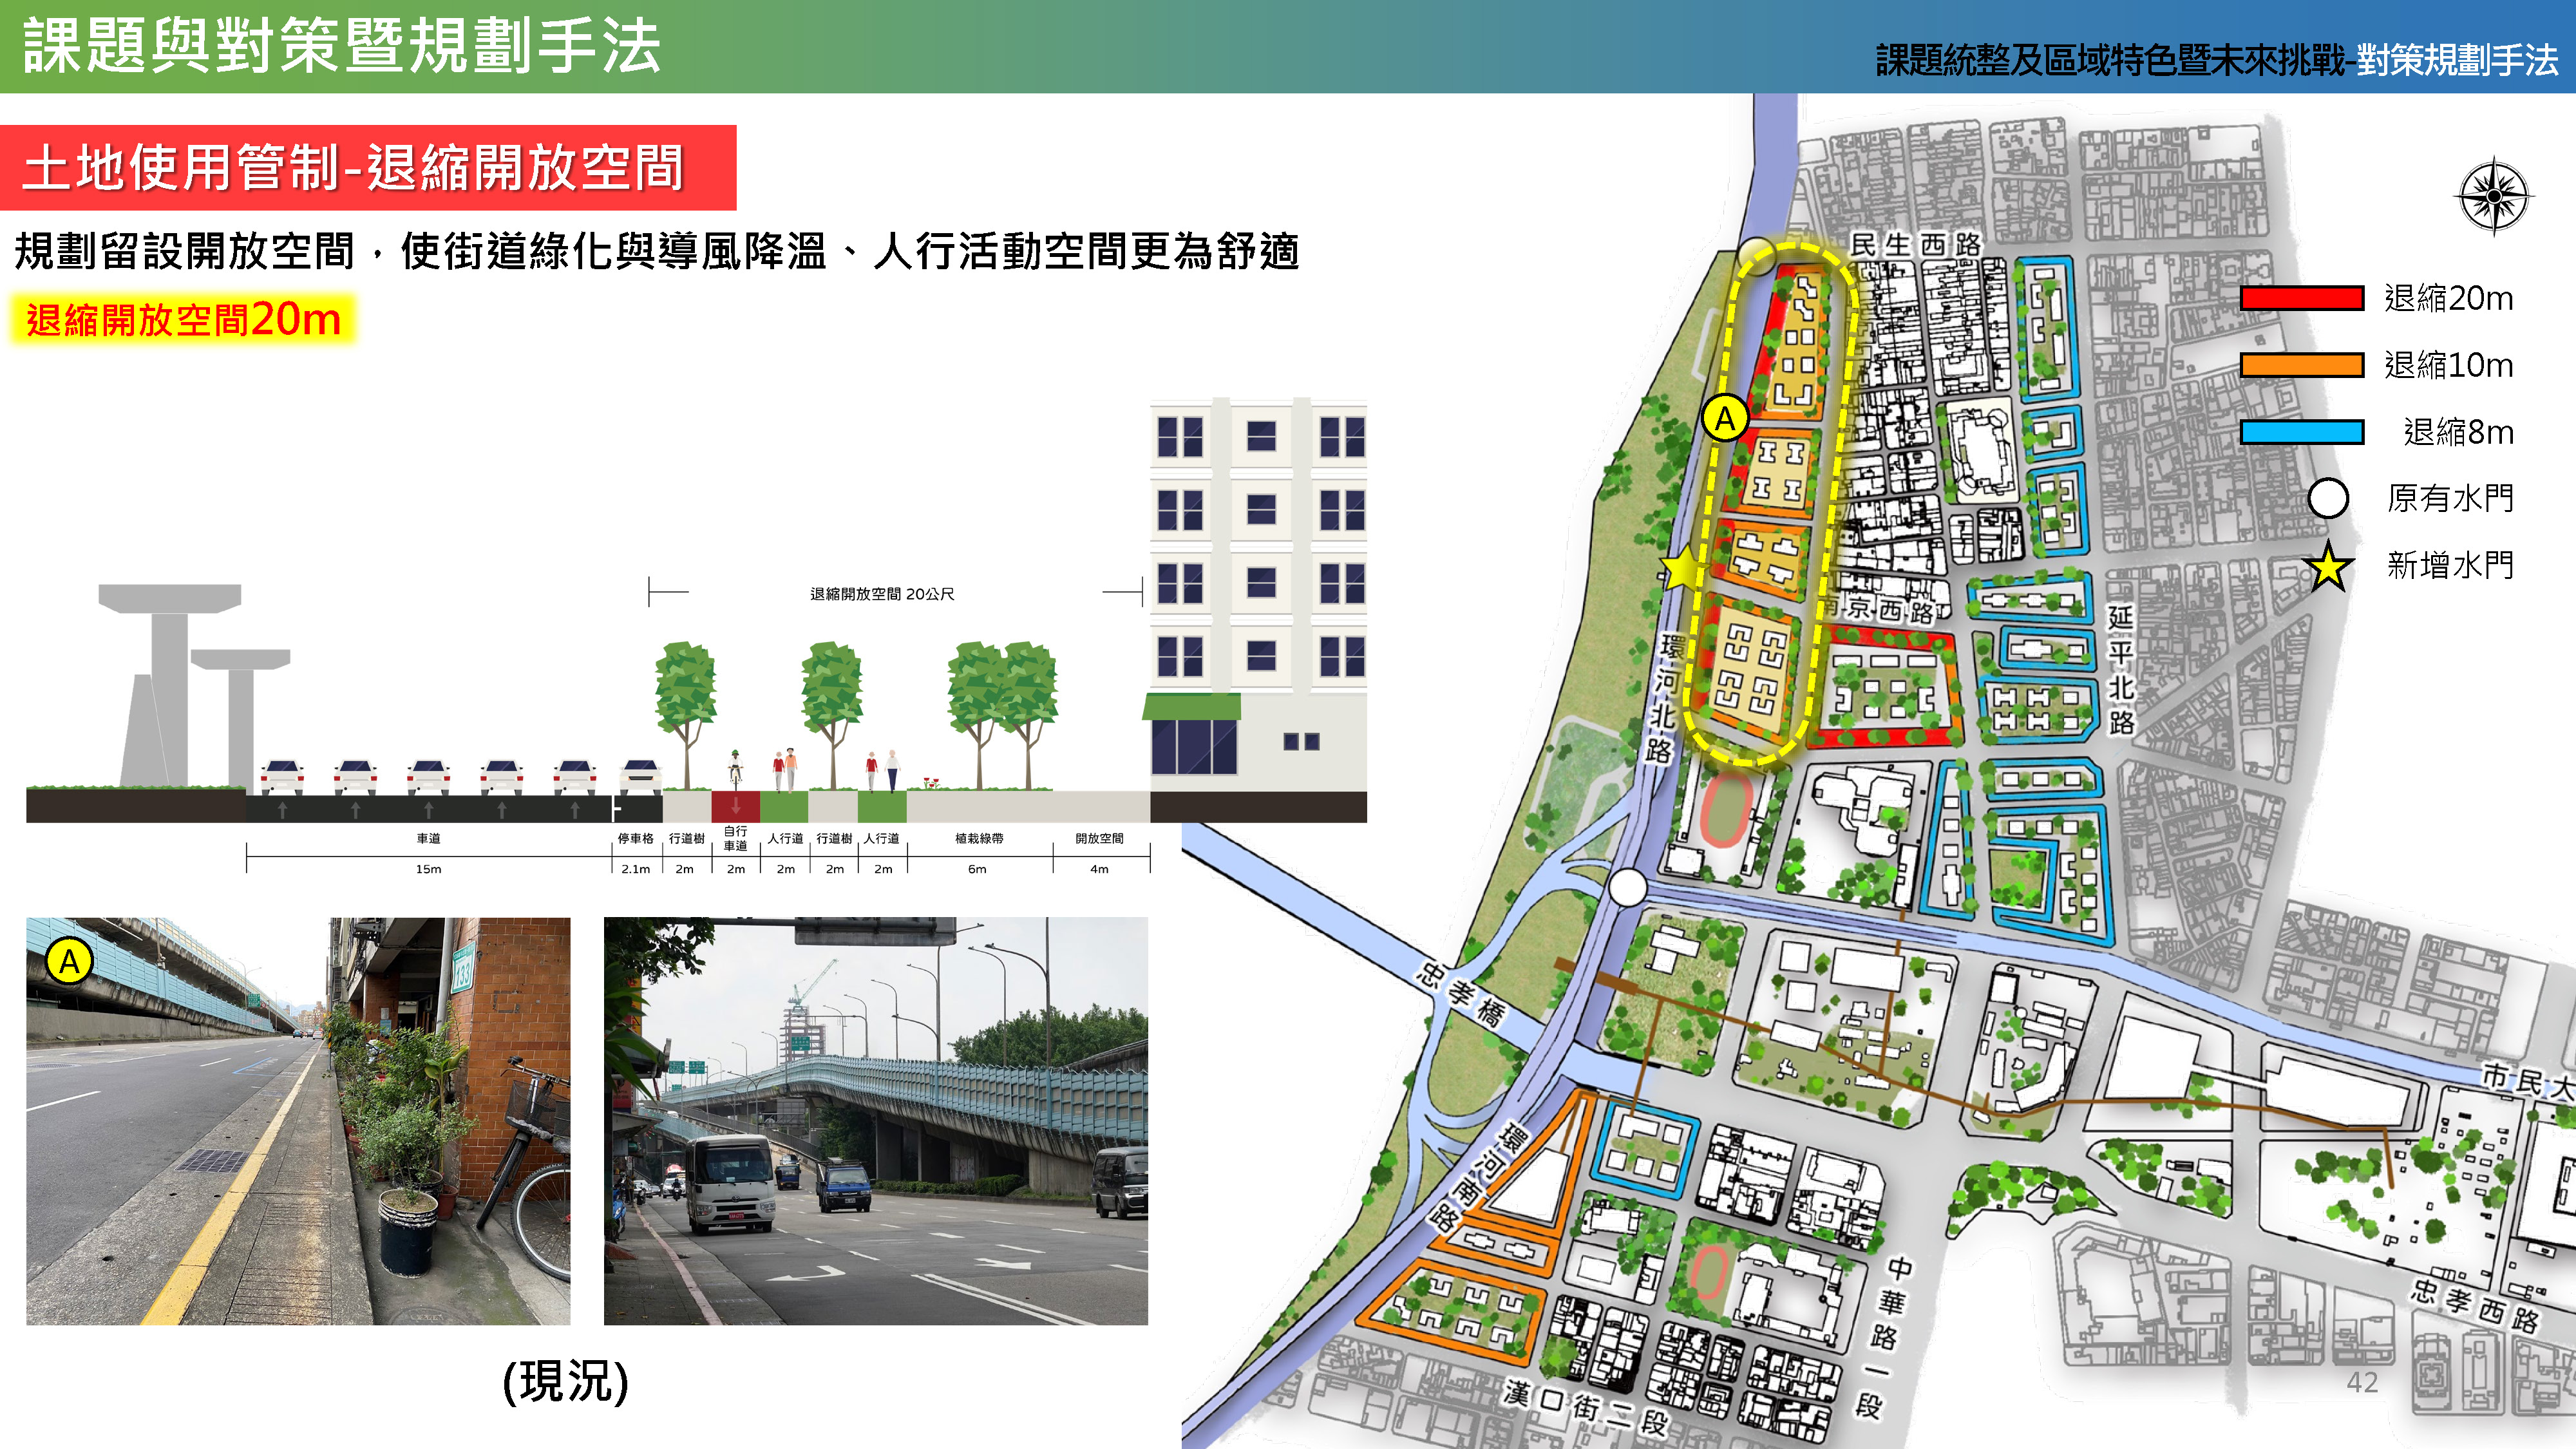 課題與對策暨規劃手法
課題統整及區域特色暨未來挑戰-對策規劃手法
土地使用管制-退縮開放空間
規劃留設開放空間，使街道綠化與導風降溫、人行活動空間更為舒適
退縮開放空間20m
退縮開放空間 20公尺
車道
停車格
行道樹
自行
車道
人行道
行道樹
人行道
植栽綠帶
開放空間
15m
2.1m
2m
2m
2m
2m
2m
6m
4m
A
133
(現況)
民生西路
退縮20m
退縮10m
退縮8m
原有水門
新增水門
A
南京西路
延平北路
環河北路
忠孝橋
市民大
環河南路
中華路一段
忠孝西路
漢口街二段
42